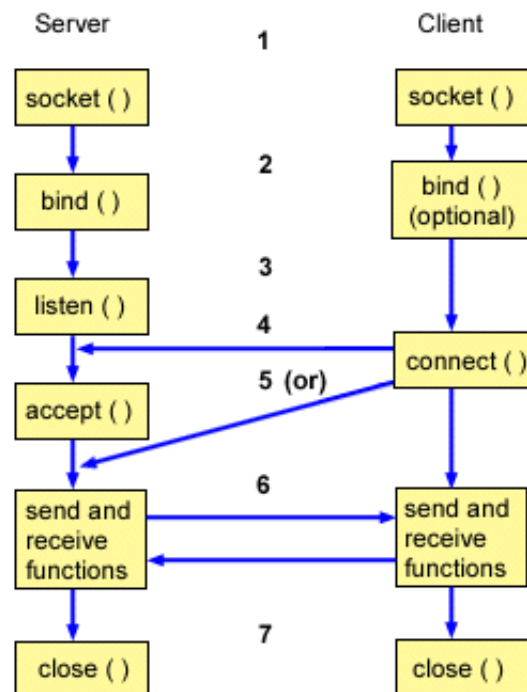 Server
1
Client
socket ( )
socket ( )
2
bind ( )
bind ( )
(optional)
3
listen ( )
4
connect ( )
5 (or)
accept ( )
6
send and
receive
functions
send and
receive
functions
7
close ( )
close ( )